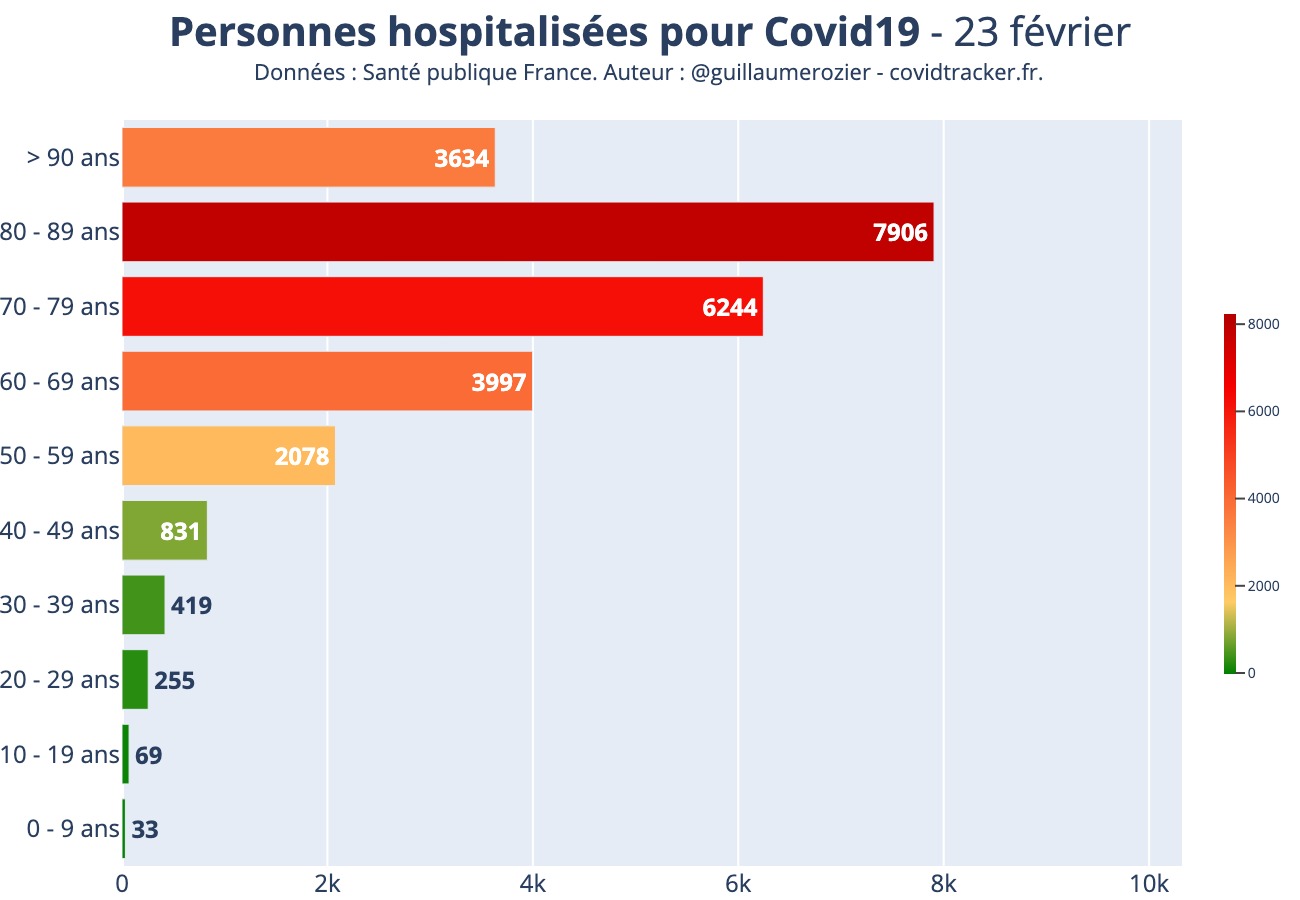 Personnes hospitalisées pour Covid19 - 23 février
Données : Santé publique France. Auteur : @guillaumerozier - covidtracker.fr.
> 90 ans 3634
80 - 89 ans 7906
70 - 79 ans 6244
60 - 69 ans 3997
50 - 59 ans 2078
40 - 49 ans 831
30 - 39 ans 419
20 - 29 ans 255
10 - 19 ans 69
0 - 9 ans 33
0 2k 4k 6k 8k 10k
8000
6000
4000
2000
0